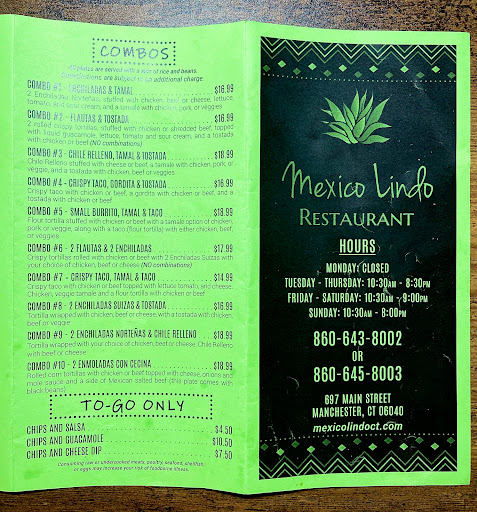 COMBOS
All plates are served with a side of rice and beans.
Substitutions are subject to an additional charge.
COMBO #1 - ENCHILADAS & TAMAL $16.99
2 Enchiladas Norteñas, stuffed with chicken, beef or cheese, lettuce,
tomato, and sour cream, and a tamale with chicken, pork, or veggies
COMBO #2 - FLAUTAS & TOSTADA $16.99
2 rolled crispy tortillas, stuffed with chicken or shredded beef, topped
with liquid guacamole, lettuce, tomato and sour cream, and a tostada
with chicken or beef (NO combinations)
COMBO #3 - CHILE RELLENO, TAMAL & TOSTADA $18.99
Chile Relleno stuffed with cheese or beef, a tamale with chicken, pork, or
veggie, and a tostada with chicken, beef or veggies
COMBO #4 - CRISPY TACO, GORDITA & TOSTADA $16.99
Crispy taco with chicken or beef, a gordita with chicken or beef, and a
tostada with chicken or beef
COMBO #5 - SMALL BURRITO, TAMAL & TACO $18.99
Flour tortilla stuffed with chicken or beef with a tamale option of chicken,
pork, or veggie, along with a taco (flour tortilla) with either chicken, beef,
or veggie
COMBO #6 - 2 FLAUTAS & 2 ENCHILADAS $17.99
Crispy tortillas rolled with chicken or beef with 2 Enchiladas Suizas with
your choice of chicken, beef or cheese (NO combinations)
COMBO #7 - CRISPY TACO, TAMAL & TACO $14.99
Crispy taco with chicken or beef topped with lettuce, tomato, and cheese.
Chicken, veggie tamale and a flour tortilla with chicken or beef
COMBO #8 - 2 ENCHILADAS SUIZAS & TOSTADA $16.99
Tortilla wrapped with chicken, beef or cheese, with a tostada with chicken,
beef or veggie
COMBO #9 - 2 ENCHILADAS NORTEÑAS & CHILE RELLENO $18.99
Tortilla wrapped with your choice of chicken, beef or cheese. Chile Relleno
with beef or cheese
COMBO #10 - 2 ENMOLADAS CON CECINA $18.99
Rolled corn tortillas with chicken or beef topped with cheese, onions and
mole sauce and a side of Mexican salted beef (this plate comes with
black beans)
TO-GO ONLY
CHIPS AND SALSA $4.50
CHIPS AND GUACAMOLE $10.50
CHIPS AND CHEESE DIP $7.50
Consuming raw or undercooked meats, poultry, seafood, shellfish,
or eggs may increase your risk of foodborne illness.
Mexico Lindo
RESTAURANT
HOURS
MONDAY: CLOSED
TUESDAY - THURSDAY: 10:30AM - 8:30PM
FRIDAY - SATURDAY: 10:30AM - 9:00PM
SUNDAY: 10:30AM - 8:00PM
860-643-8002
OR
860-645-8003
697 MAIN STREET
MANCHESTER, CT 06040
mexicolindoct.com